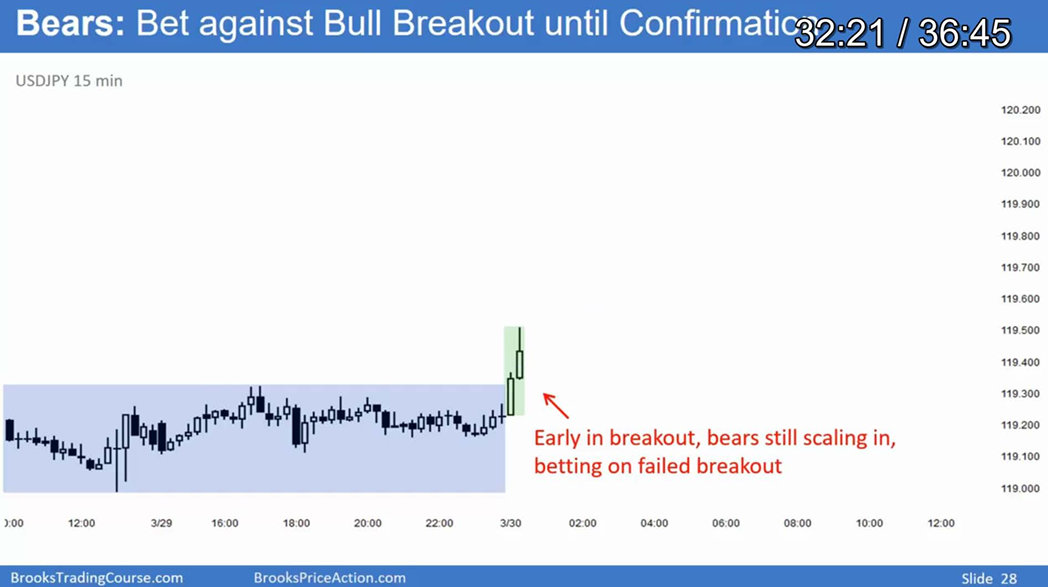 Bears: Bet against Bull Breakout until Confirmation
32:21 / 36:45
USDJPY 15 min
120.200
120.100
120.000
119.900
119.800
119.700
119.600
119.500
119.400
119.300
119.200
119.100
119.000
Early in breakout, bears still scaling in,
betting on failed breakout
0:00 12:00 3/29 16:00 18:00 20:00 22:00 3/30 02:00 04:00 06:00 08:00 10:00 12:00
BrooksTradingCourse.com BrooksPriceAction.com Slide 28